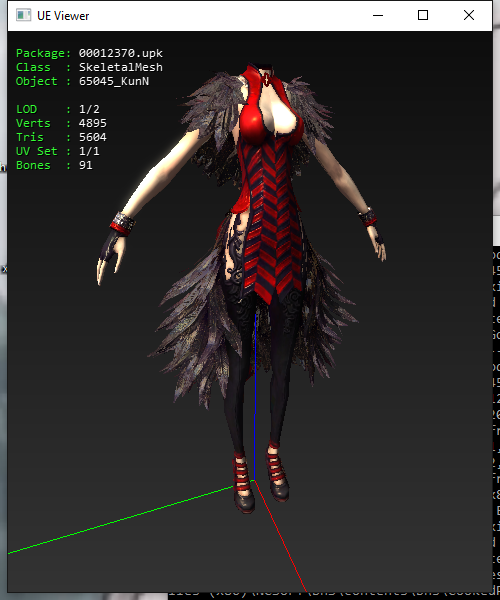 UE Viewer
Package: 00012370.upk
Class : SkeletalMesh
Object : 65045_KunN
LOD : 1/2
Verts : 4895
Tris : 5604
UV Set : 1/1
Bones : 91